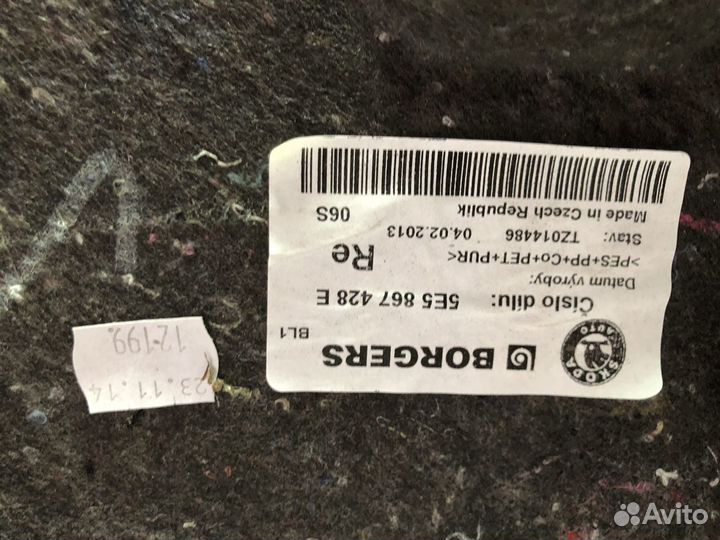 ŠKODA
AUTO
BORGERS
BL1
Číslo dílu: 5E5 867 428 E
Datum výroby:
>PES+PP+Co+PET+PUR<
Re
Stav: TZ014486 04.02.2013
Made in Czech Republik 06S
23.11.14
12-199
Avito